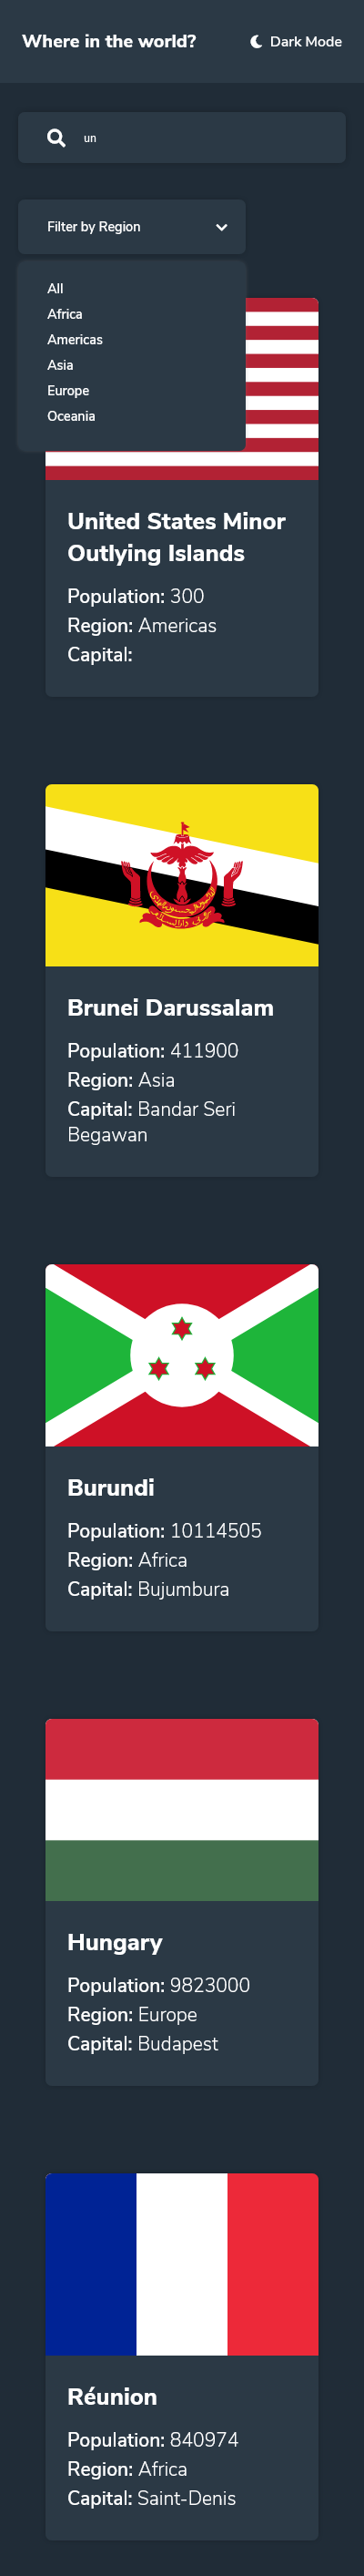 Where in the world?
Dark Mode
un
Filter by Region
All
Africa
Americas
Asia
Europe
Oceania
United States Minor
Outlying Islands
Population: 300
Region: Americas
Capital:
Brunei Darussalam
Population: 411900
Region: Asia
Capital: Bandar Seri
Begawan
Burundi
Population: 10114505
Region: Africa
Capital: Bujumbura
Hungary
Population: 9823000
Region: Europe
Capital: Budapest
Réunion
Population: 840974
Region: Africa
Capital: Saint-Denis